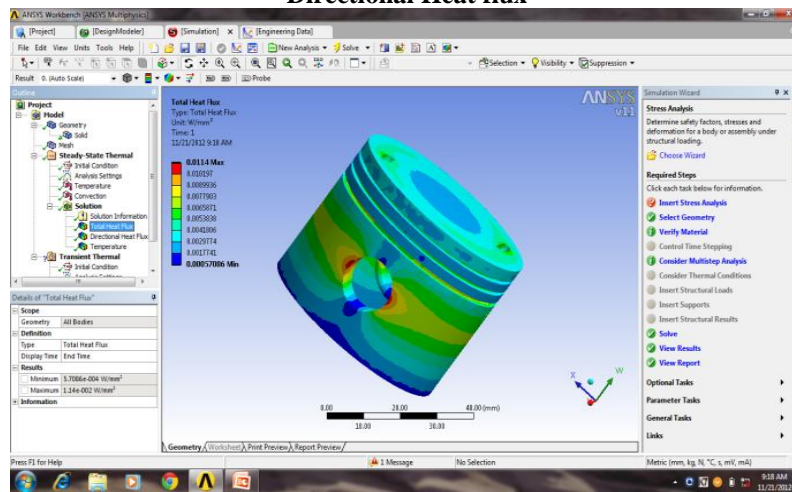 Directional Heat flux
ANSYS Workbench [ANSYS Multiphysics]
[Project]
[DesignModeler]
[Simulation] x
[Engineering Data]
File Edit View Units Tools Help
New Analysis
Solve
Selection
Visibility
Suppression
Result 0. (Auto Scale)
Probe
Outline
Project
Model
Geometry
Solid
Mesh
Steady-State Thermal
Initial Condition
Analysis Settings
Temperature
Convection
Solution
Solution Information
Total Heat Flux
Directional Heat Flux
Temperature
Transient Thermal
Initial Condition
Details of "Total Heat Flux"
Scope
Geometry All Bodies
Definition
Type Total Heat Flux
Display Time End Time
Results
Minimum 5.7086e-004 W/mm²
Maximum 1.14e-002 W/mm²
Information
Total Heat Flux
Type: Total Heat Flux
Unit: W/mm²
Time: 1
11/21/2012 9:18 AM
0.0114 Max
0.010197
0.0089936
0.0077903
0.0065871
0.0053838
0.0041806
0.0029774
0.0017741
0.00057086 Min
ANSYS
v11
0.00 20.00 40.00 (mm)
10.00 30.00
X
W
Geometry Worksheet Print Preview Report Preview
Simulation Wizard
Stress Analysis
Determine safety factors, stresses and
deformation for a body or assembly under
structural loading.
Choose Wizard
Required Steps
Click each task below for information.
Insert Stress Analysis
Select Geometry
Verify Material
Control Time Stepping
Consider Multistep Analysis
Consider Thermal Conditions
Insert Structural Loads
Insert Supports
Insert Structural Results
Solve
View Results
View Report
Optional Tasks
Parameter Tasks
General Tasks
Links
Press F1 for Help
1 Message
No Selection
Metric (mm, kg, N, °C, s, mV, mA)
9:18 AM
11/21/2012